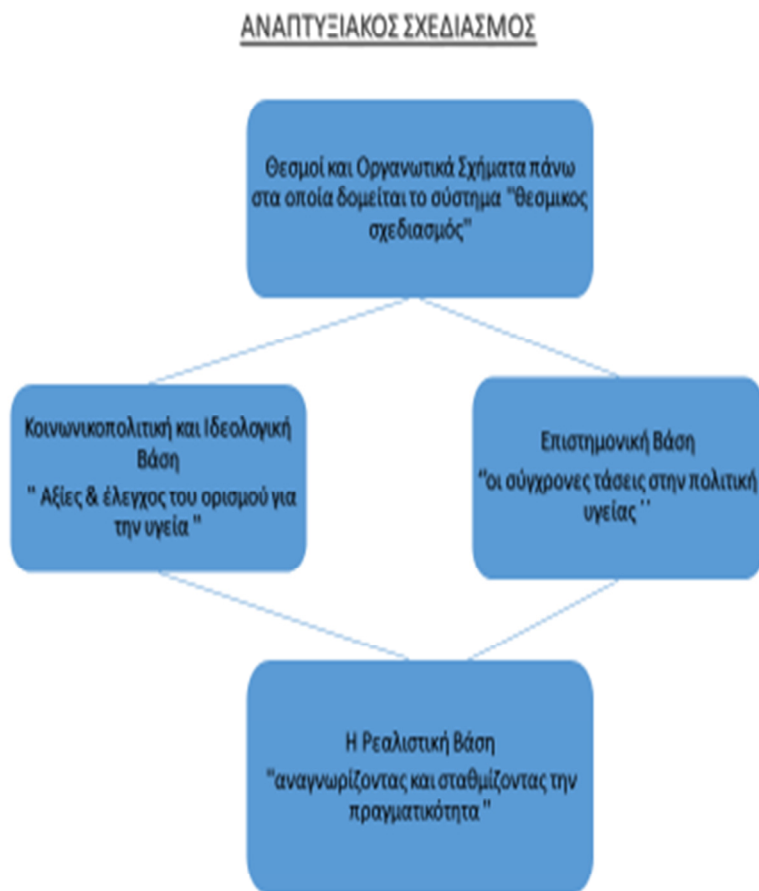 ΑΝΑΠΤΥΞΙΑΚΟΣ ΣΧΕΔΙΑΣΜΟΣ
Θεσμοί και Οργανωτικά Σχήματα πάνω
στα οποία δομείται το σύστημα "θεσμικος
σχεδιασμός"
Κοινωνικοπολιτική και Ιδεολογική
Βάση
" Αξίες & έλεγχος του ορισμού για
την υγεία "
Επιστημονική Βάση
"οι σύγχρονες τάσεις στην πολιτική
υγείας ¨
Η Ρεαλιστική Βάση
"αναγνωρίζοντας και σταθμίζοντας την
πραγματικότητα "